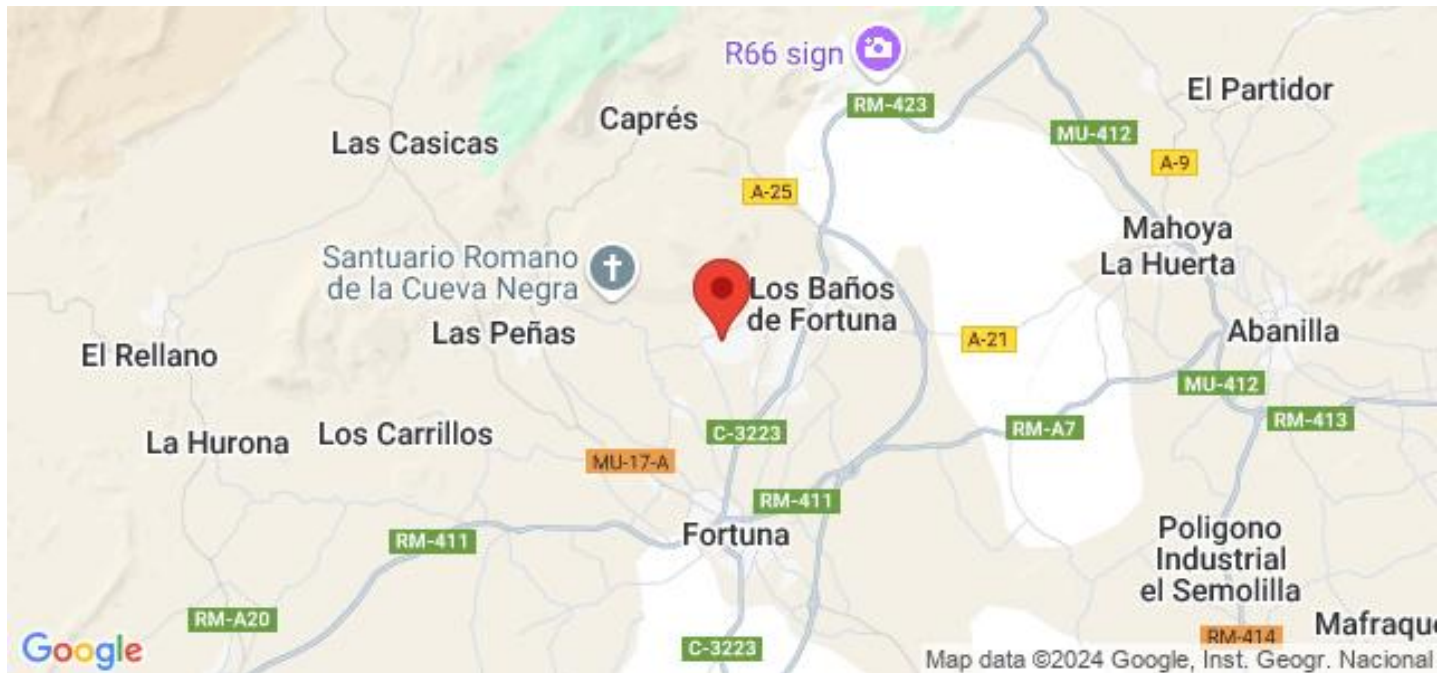 R66 sign
RM-423
El Partidor
Caprés
MU-412
Las Casicas
A-9
A-25
Mahoya
La Huerta
Santuario Romano
de la Cueva Negra
Los Baños
de Fortuna
Las Peñas
A-21
Abanilla
El Rellano
MU-412
RM-413
La Hurona
Los Carrillos
C-3223
RM-A7
MU-17-A
RM-411
Fortuna
RM-411
Poligono
Industrial
el Semolilla
RM-A20
Mafraque
RM-414
C-3223
Google
Map data ©2024 Google, Inst. Geogr. Nacional